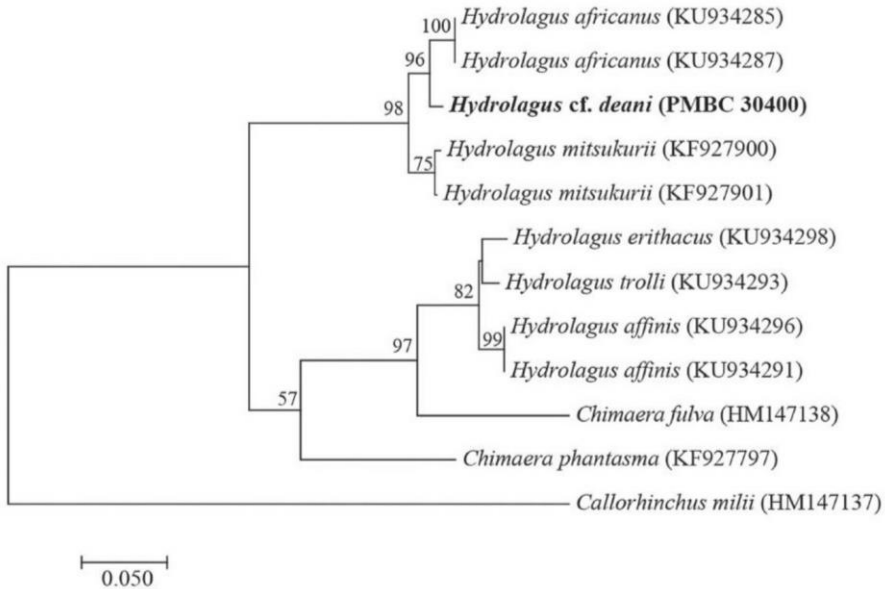 100
Hydrolagus africanus (KU934285)
96
Hydrolagus africanus (KU934287)
98
Hydrolagus cf. deani (PMBC 30400)
Hydrolagus mitsukurii (KF927900)
75
Hydrolagus mitsukurii (KF927901)
Hydrolagus erithacus (KU934298)
82
Hydrolagus trolli (KU934293)
Hydrolagus affinis (KU934296)
99
97
Hydrolagus affinis (KU934291)
57
Chimaera fulva (HM147138)
Chimaera phantasma (KF927797)
Callorhinchus milii (HM147137)
0.050